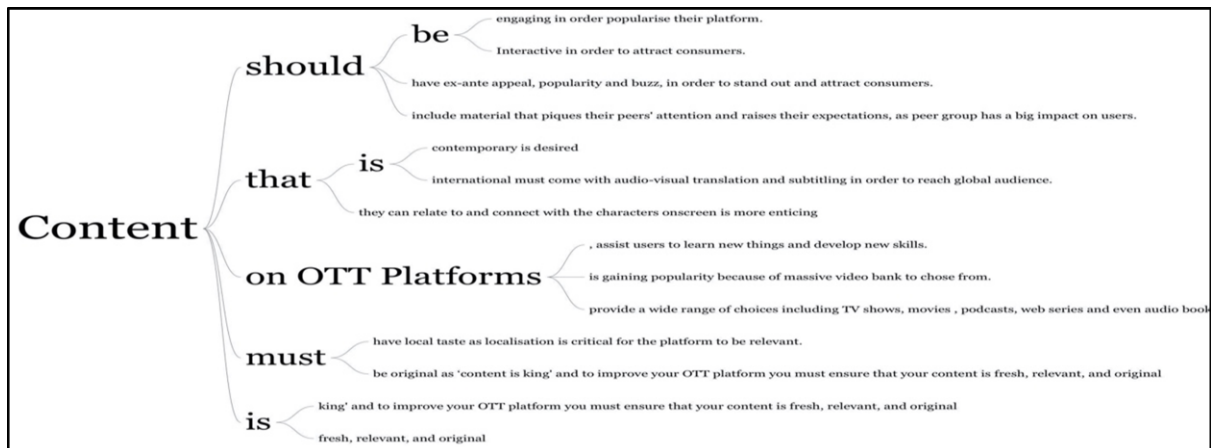 Content
should
be
engaging in order popularise their platform.
Interactive in order to attract consumers.
have ex-ante appeal, popularity and buzz, in order to stand out and attract consumers.
include material that piques their peers' attention and raises their expectations, as peer group has a big impact on users.
that
is
contemporary is desired
international must come with audio-visual translation and subtitling in order to reach global audience.
they can relate to and connect with the characters onscreen is more enticing
on OTT Platforms
, assist users to learn new things and develop new skills.
is gaining popularity because of massive video bank to chose from.
provide a wide range of choices including TV shows, movies , podcasts, web series and even audio book
must
have local taste as localisation is critical for the platform to be relevant.
be original as 'content is king' and to improve your OTT platform you must ensure that your content is fresh, relevant, and original
is
king' and to improve your OTT platform you must ensure that your content is fresh, relevant, and original
fresh, relevant, and original